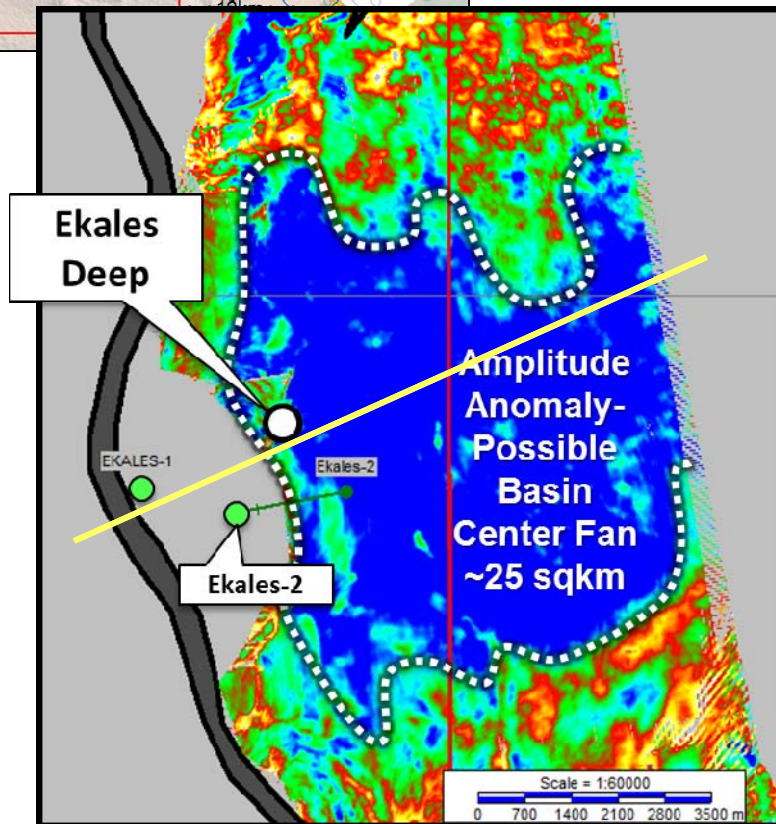 10km
Ekales
Deep
Amplitude
Anomaly-
Possible
Basin
Center Fan
~25 sqkm
EKALES-1
Ekales-2
Ekales-2
Scale = 1:60000
0 700 1400 2100 2800 3500 m